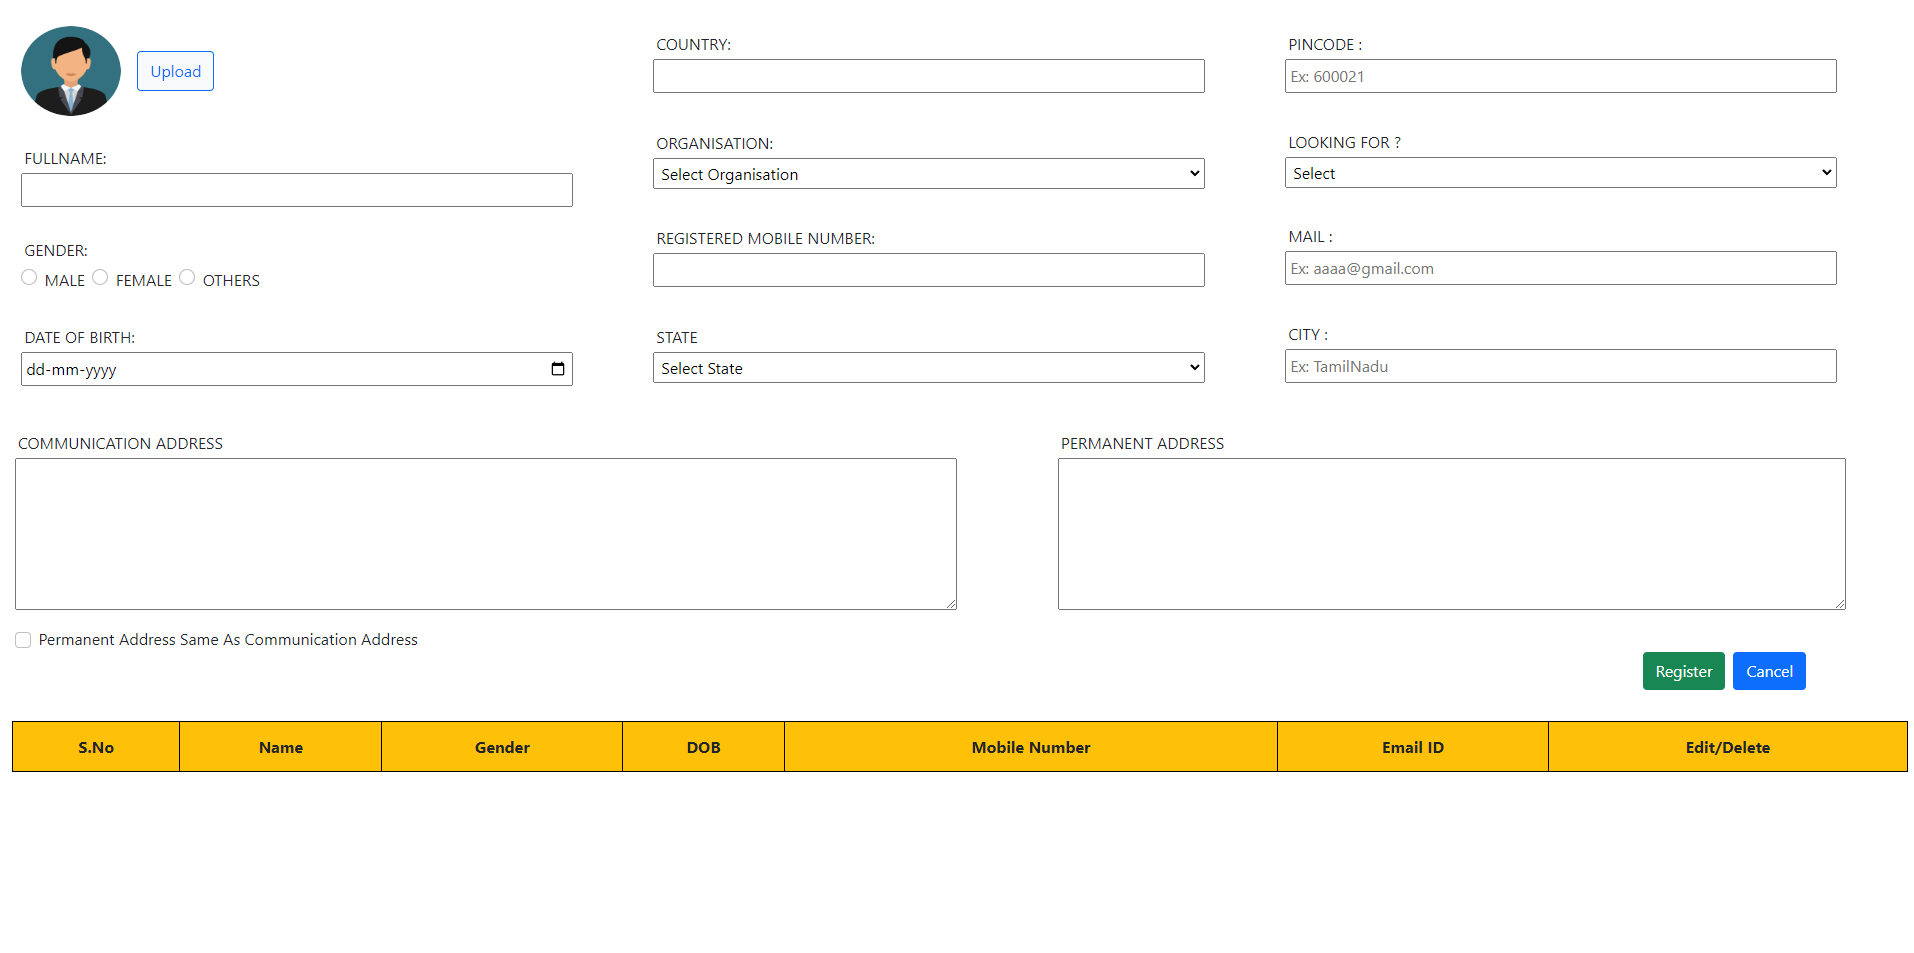 Upload
FULLNAME:
GENDER:
MALE FEMALE OTHERS
DATE OF BIRTH:
dd-mm-yyyy
COUNTRY:
ORGANISATION:
Select Organisation
REGISTERED MOBILE NUMBER:
STATE
Select State
PINCODE :
Ex: 600021
LOOKING FOR ?
Select
MAIL :
Ex: aaaa@gmail.com
CITY :
Ex: TamilNadu
COMMUNICATION ADDRESS
PERMANENT ADDRESS
Permanent Address Same As Communication Address
Register Cancel
S.No Name Gender DOB Mobile Number Email ID Edit/Delete